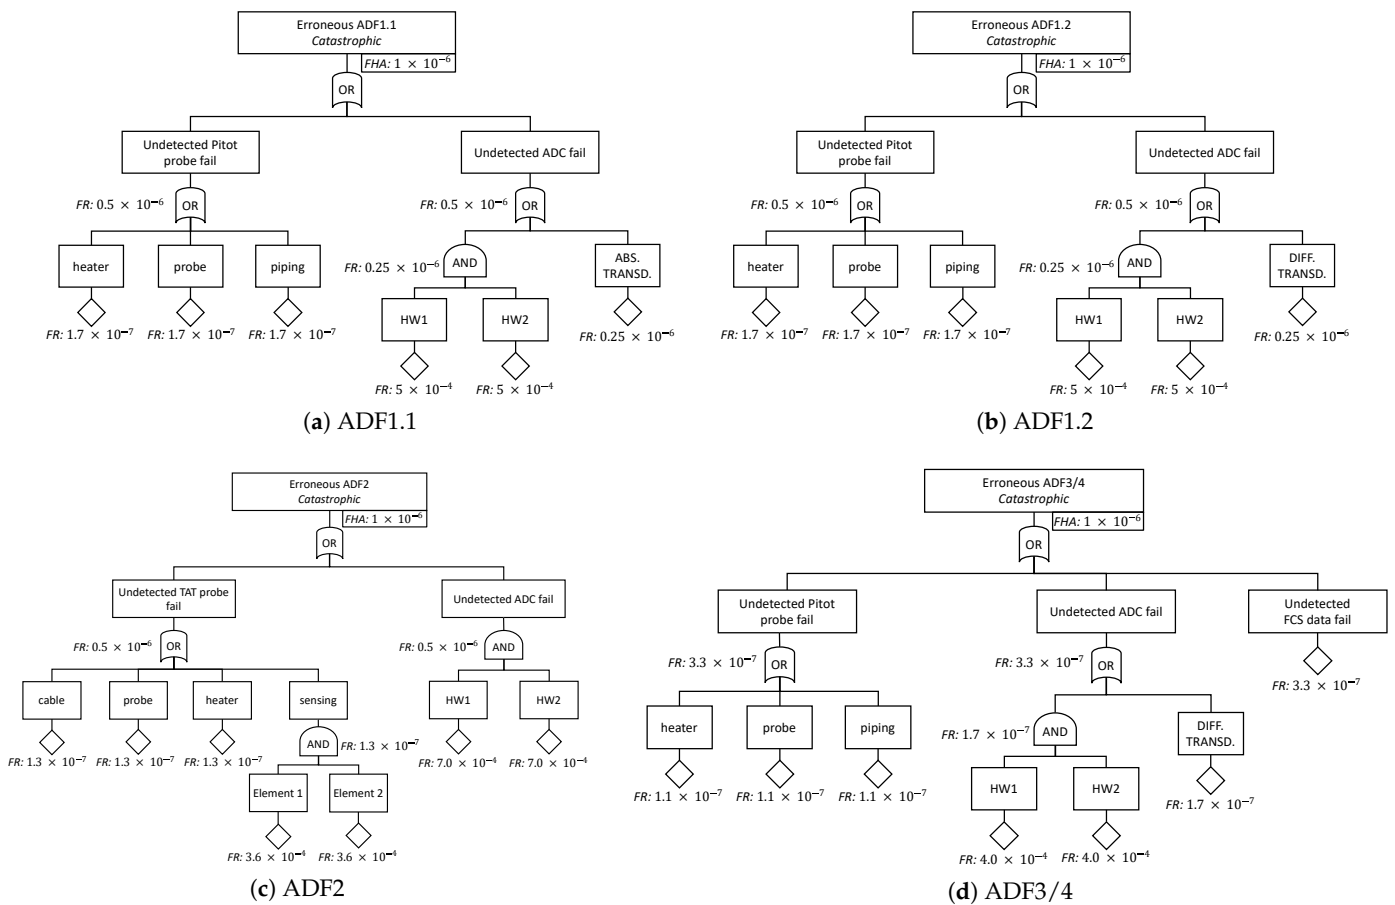 Erroneous ADF1.1
Catastrophic
FHA: 1 × 10−6
OR
Undetected Pitot
probe fail
Undetected ADC fail
FR: 0.5 × 10−6
OR
FR: 0.5 × 10−6
OR
heater
probe
piping
FR: 0.25 × 10−6
AND
ABS.
TRANSD.
FR: 1.7 × 10−7
FR: 1.7 × 10−7
FR: 1.7 × 10−7
HW1
HW2
FR: 0.25 × 10−6
FR: 5 × 10−4
FR: 5 × 10−4
(a) ADF1.1
Erroneous ADF1.2
Catastrophic
FHA: 1 × 10−6
OR
Undetected Pitot
probe fail
Undetected ADC fail
FR: 0.5 × 10−6
OR
FR: 0.5 × 10−6
OR
heater
probe
piping
FR: 0.25 × 10−6
AND
DIFF.
TRANSD.
FR: 1.7 × 10−7
FR: 1.7 × 10−7
FR: 1.7 × 10−7
HW1
HW2
FR: 0.25 × 10−6
FR: 5 × 10−4
FR: 5 × 10−4
(b) ADF1.2
Erroneous ADF2
Catastrophic
FHA: 1 × 10−6
OR
Undetected TAT probe
fail
Undetected ADC fail
FR: 0.5 × 10−6
OR
FR: 0.5 × 10−6
AND
cable
probe
heater
sensing
HW1
HW2
FR: 1.3 × 10−7
FR: 1.3 × 10−7
FR: 1.3 × 10−7
AND
FR: 1.3 × 10−7
FR: 7.0 × 10−4
FR: 7.0 × 10−4
Element 1
Element 2
FR: 3.6 × 10−4
FR: 3.6 × 10−4
(c) ADF2
Erroneous ADF3/4
Catastrophic
FHA: 1 × 10−6
OR
Undetected Pitot
probe fail
Undetected ADC fail
Undetected
FCS data fail
FR: 3.3 × 10−7
OR
FR: 3.3 × 10−7
OR
FR: 3.3 × 10−7
heater
probe
piping
FR: 1.7 × 10−7
AND
DIFF.
TRANSD.
FR: 1.1 × 10−7
FR: 1.1 × 10−7
FR: 1.1 × 10−7
HW1
HW2
FR: 1.7 × 10−7
FR: 4.0 × 10−4
FR: 4.0 × 10−4
(d) ADF3/4